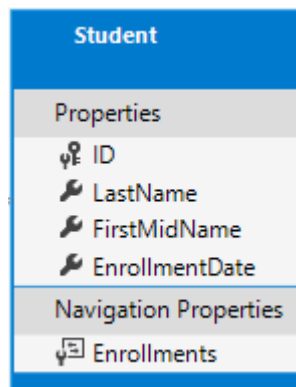 Student
Properties
ID
LastName
FirstMidName
EnrollmentDate
Navigation Properties
Enrollments